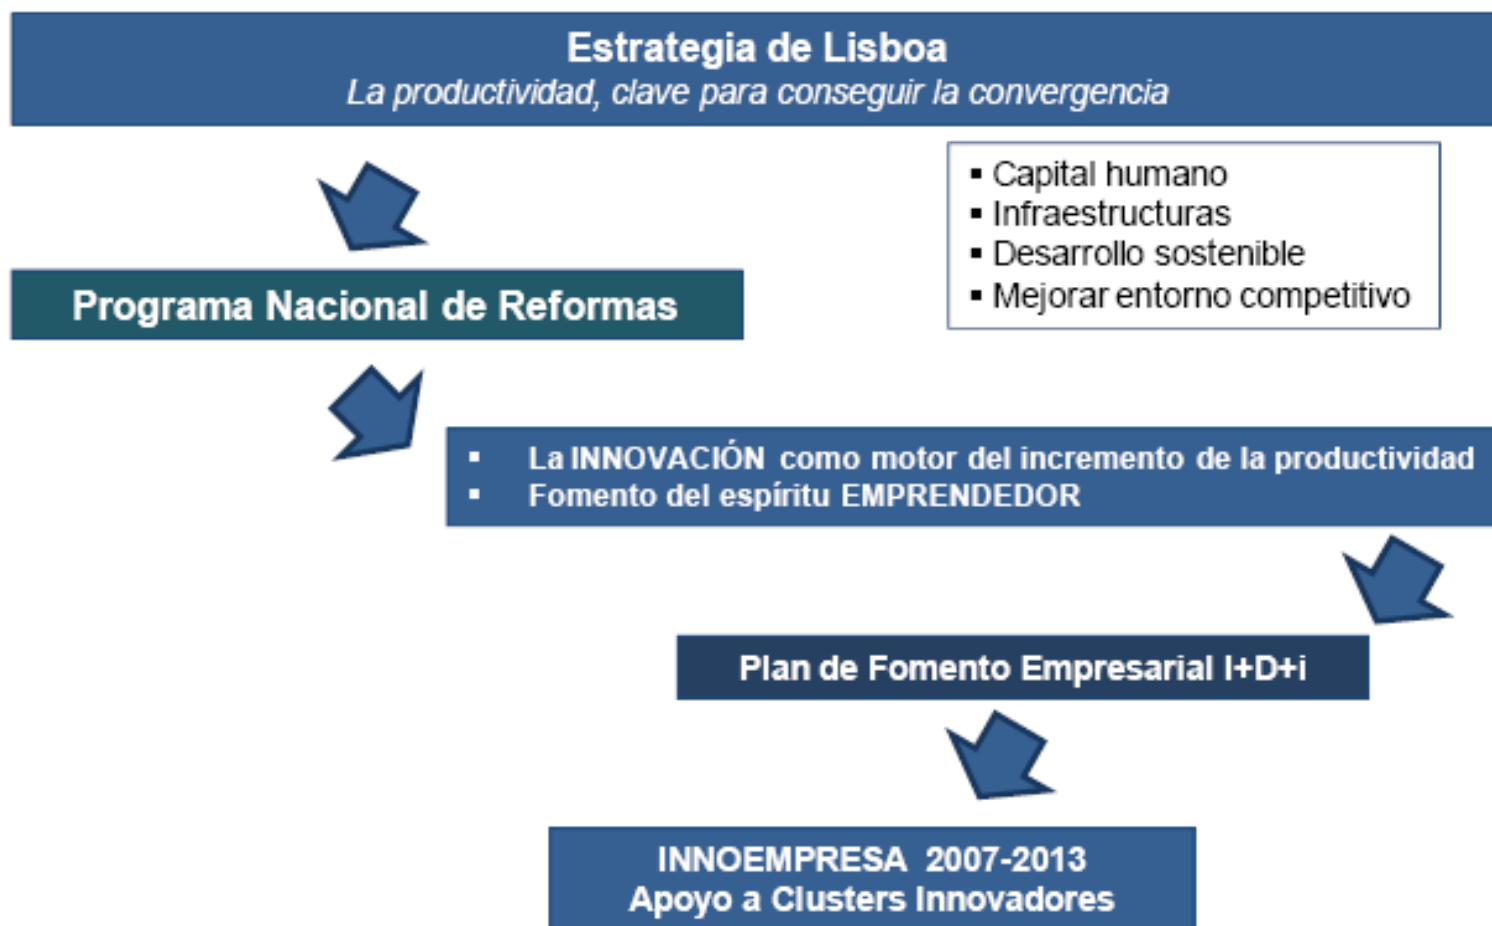 Estrategia de Lisboa
La productividad, clave para conseguir la convergencia
▪ Capital humano
▪ Infraestructuras
▪ Desarrollo sostenible
▪ Mejorar entorno competitivo
Programa Nacional de Reformas
▪ La INNOVACIÓN como motor del incremento de la productividad
▪ Fomento del espíritu EMPRENDEDOR
Plan de Fomento Empresarial I+D+i
INNOEMPRESA 2007-2013
Apoyo a Clusters Innovadores